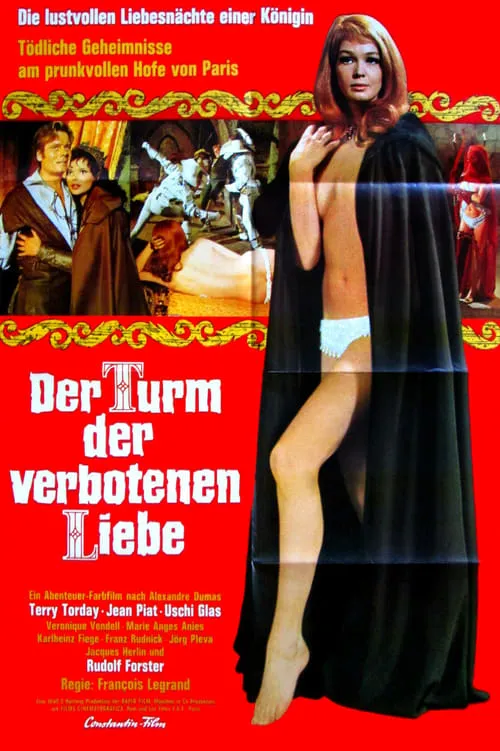 Die lustvollen Liebesnächte einer Königin
Tödliche Geheimnisse
am prunkvollen Hofe von Paris
Der Turm
der
verbotenen
Liebe
Ein Abenteuer-Farbfilm nach Alexandre Dumas
Terry Torday · Jean Piat · Uschi Glas
Veronique Vendell · Marie Anges Anies
Karlheinz Fiege · Franz Rudnick · Jörg Pleva
Jacques Herlin und
Rudolf Forster
Regie: François Legrand
Constantin-Film